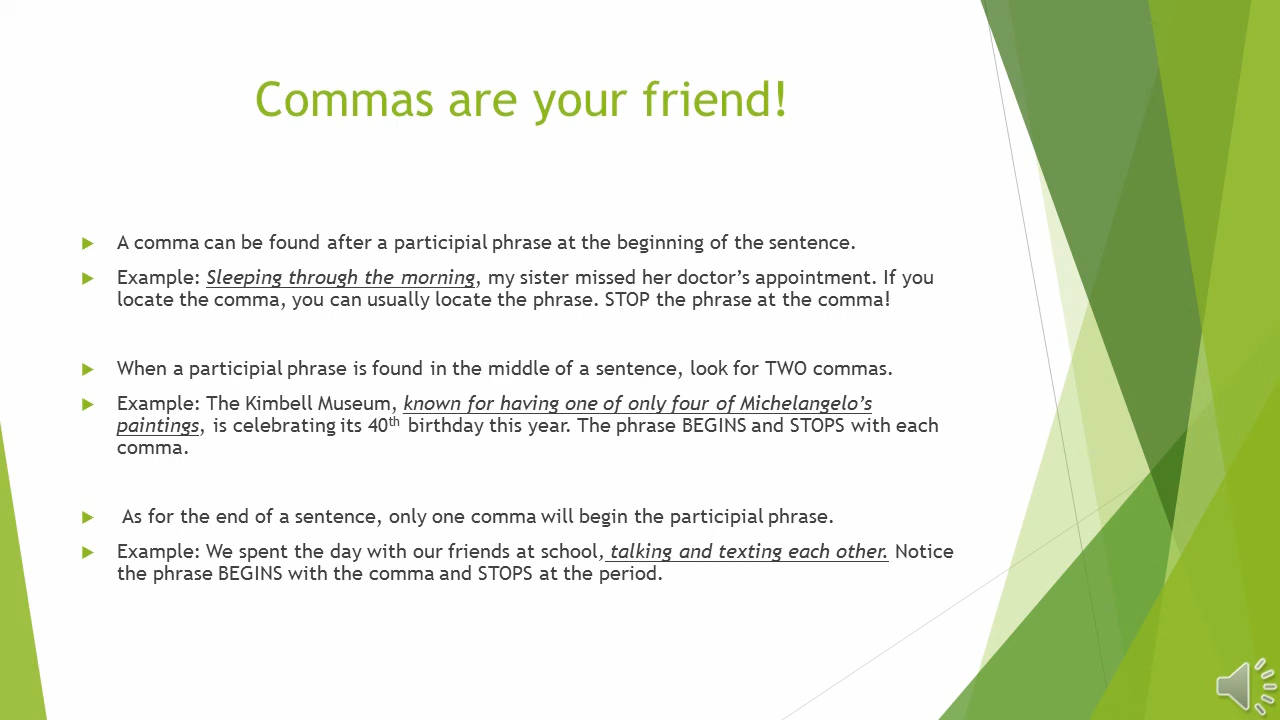 Commas are your friend!
A comma can be found after a participial phrase at the beginning of the sentence.
Example: Sleeping through the morning, my sister missed her doctor’s appointment. If you
locate the comma, you can usually locate the phrase. STOP the phrase at the comma!
When a participial phrase is found in the middle of a sentence, look for TWO commas.
Example: The Kimbell Museum, known for having one of only four of Michelangelo’s
paintings, is celebrating its 40th birthday this year. The phrase BEGINS and STOPS with each
comma.
As for the end of a sentence, only one comma will begin the participial phrase.
Example: We spent the day with our friends at school, talking and texting each other. Notice
the phrase BEGINS with the comma and STOPS at the period.